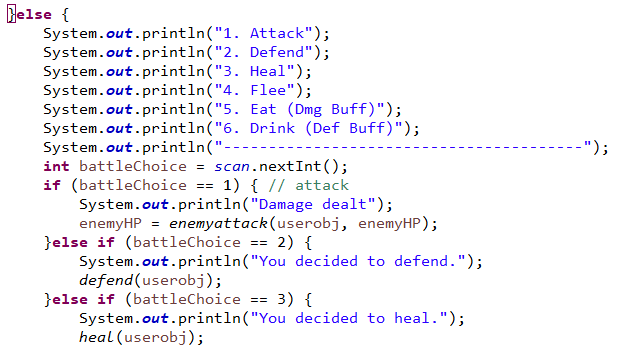 }else {
System.out.println("1. Attack");
System.out.println("2. Defend");
System.out.println("3. Heal");
System.out.println("4. Flee");
System.out.println("5. Eat (Dmg Buff)");
System.out.println("6. Drink (Def Buff)");
System.out.println("----------------------------------------");
int battleChoice = scan.nextInt();
if (battleChoice == 1) { // attack
System.out.println("Damage dealt");
enemyHP = enemyattack(userobj, enemyHP);
}else if (battleChoice == 2) {
System.out.println("You decided to defend.");
defend(userobj);
}else if (battleChoice == 3) {
System.out.println("You decided to heal.");
heal(userobj);